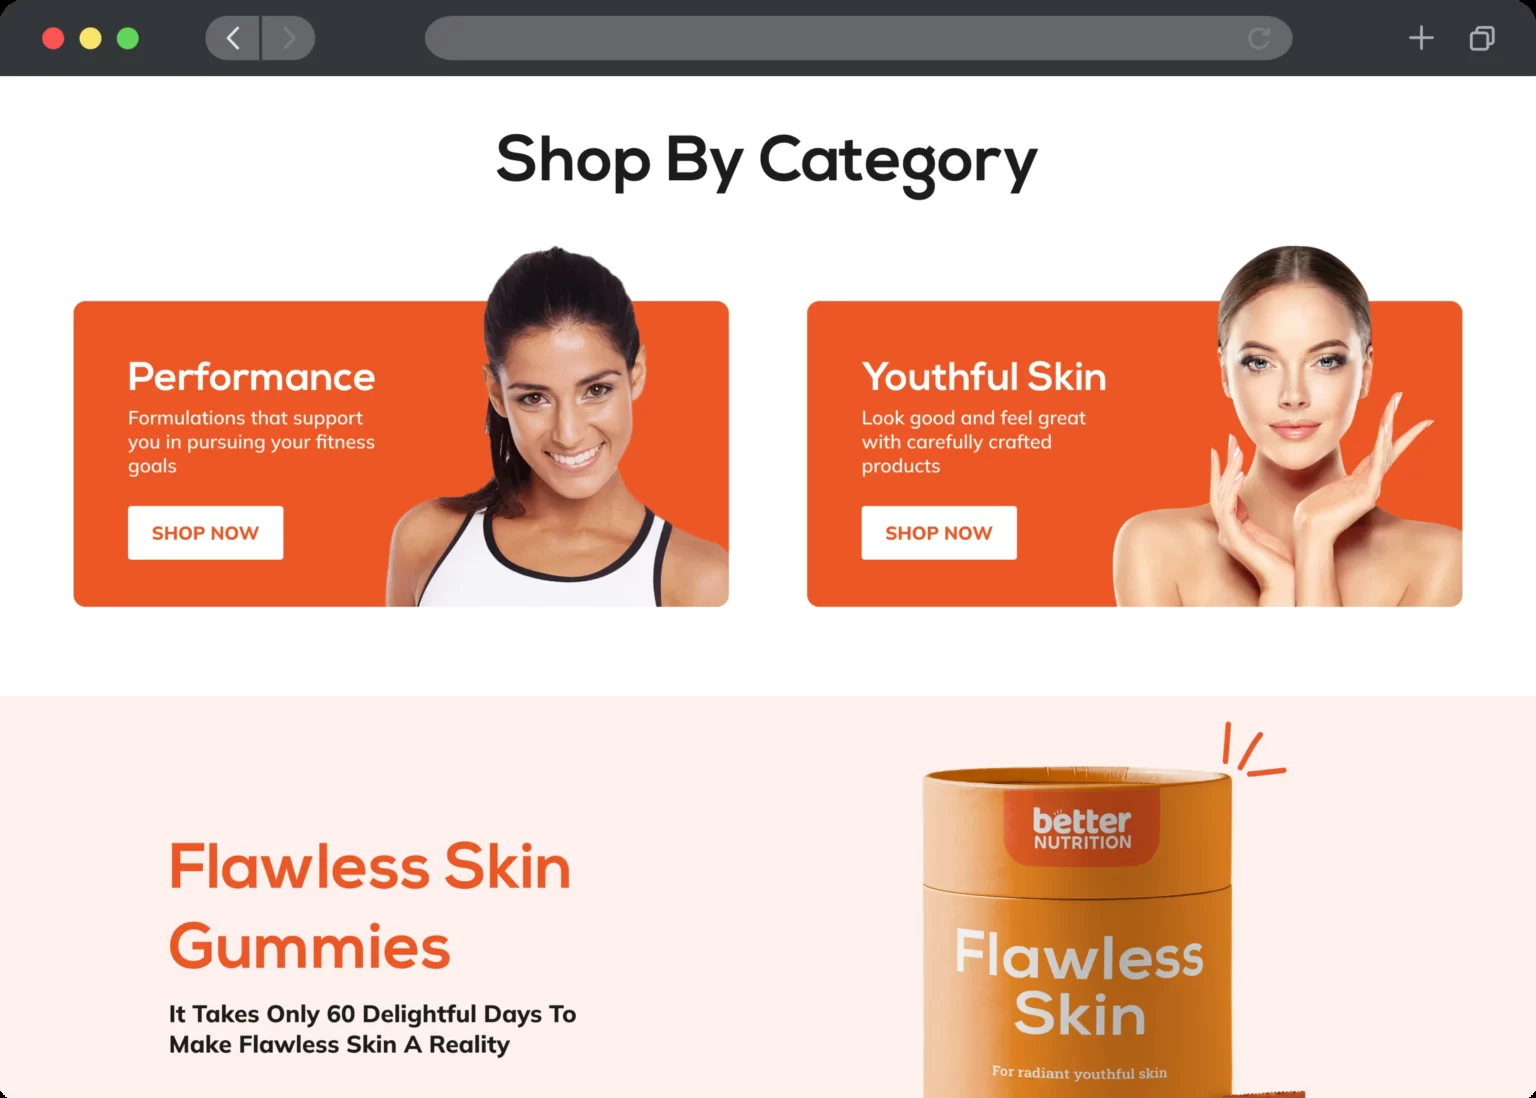 Shop By Category
Performance
Formulations that support
you in pursuing your fitness
goals
SHOP NOW
Youthful Skin
Look good and feel great
with carefully crafted
products
SHOP NOW
Flawless Skin
Gummies
It Takes Only 60 Delightful Days To
Make Flawless Skin A Reality
better
NUTRITION
Flawless
Skin
For radiant youthful skin